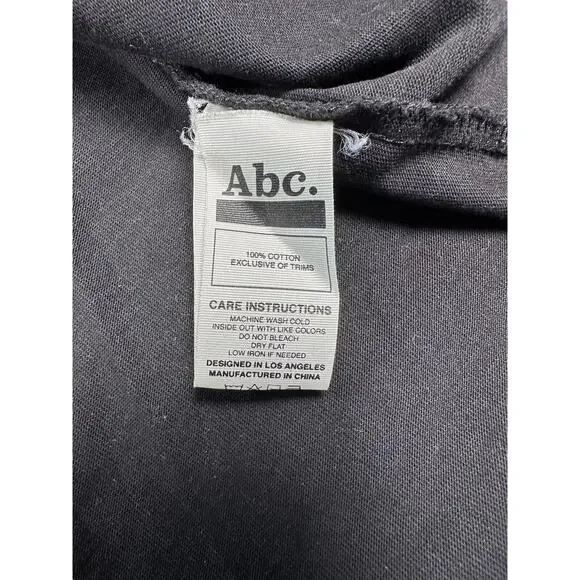 Abc.
100% COTTON
EXCLUSIVE OF TRIMS
CARE INSTRUCTIONS
MACHINE WASH COLD
INSIDE OUT WITH LIKE COLORS
DO NOT BLEACH
DRY FLAT
LOW IRON IF NEEDED
DESIGNED IN LOS ANGELES
MANUFACTURED IN CHINA